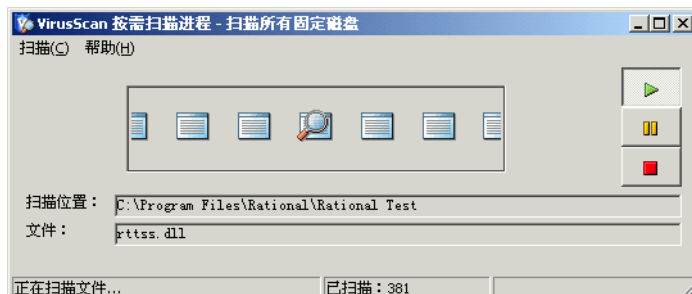 VirusScan 按需扫描进程 - 扫描所有固定磁盘
扫描(C) 帮助(H)
扫描位置： C:\Program Files\Rational\Rational Test
文件： rttss.dll
正在扫描文件... 已扫描：381